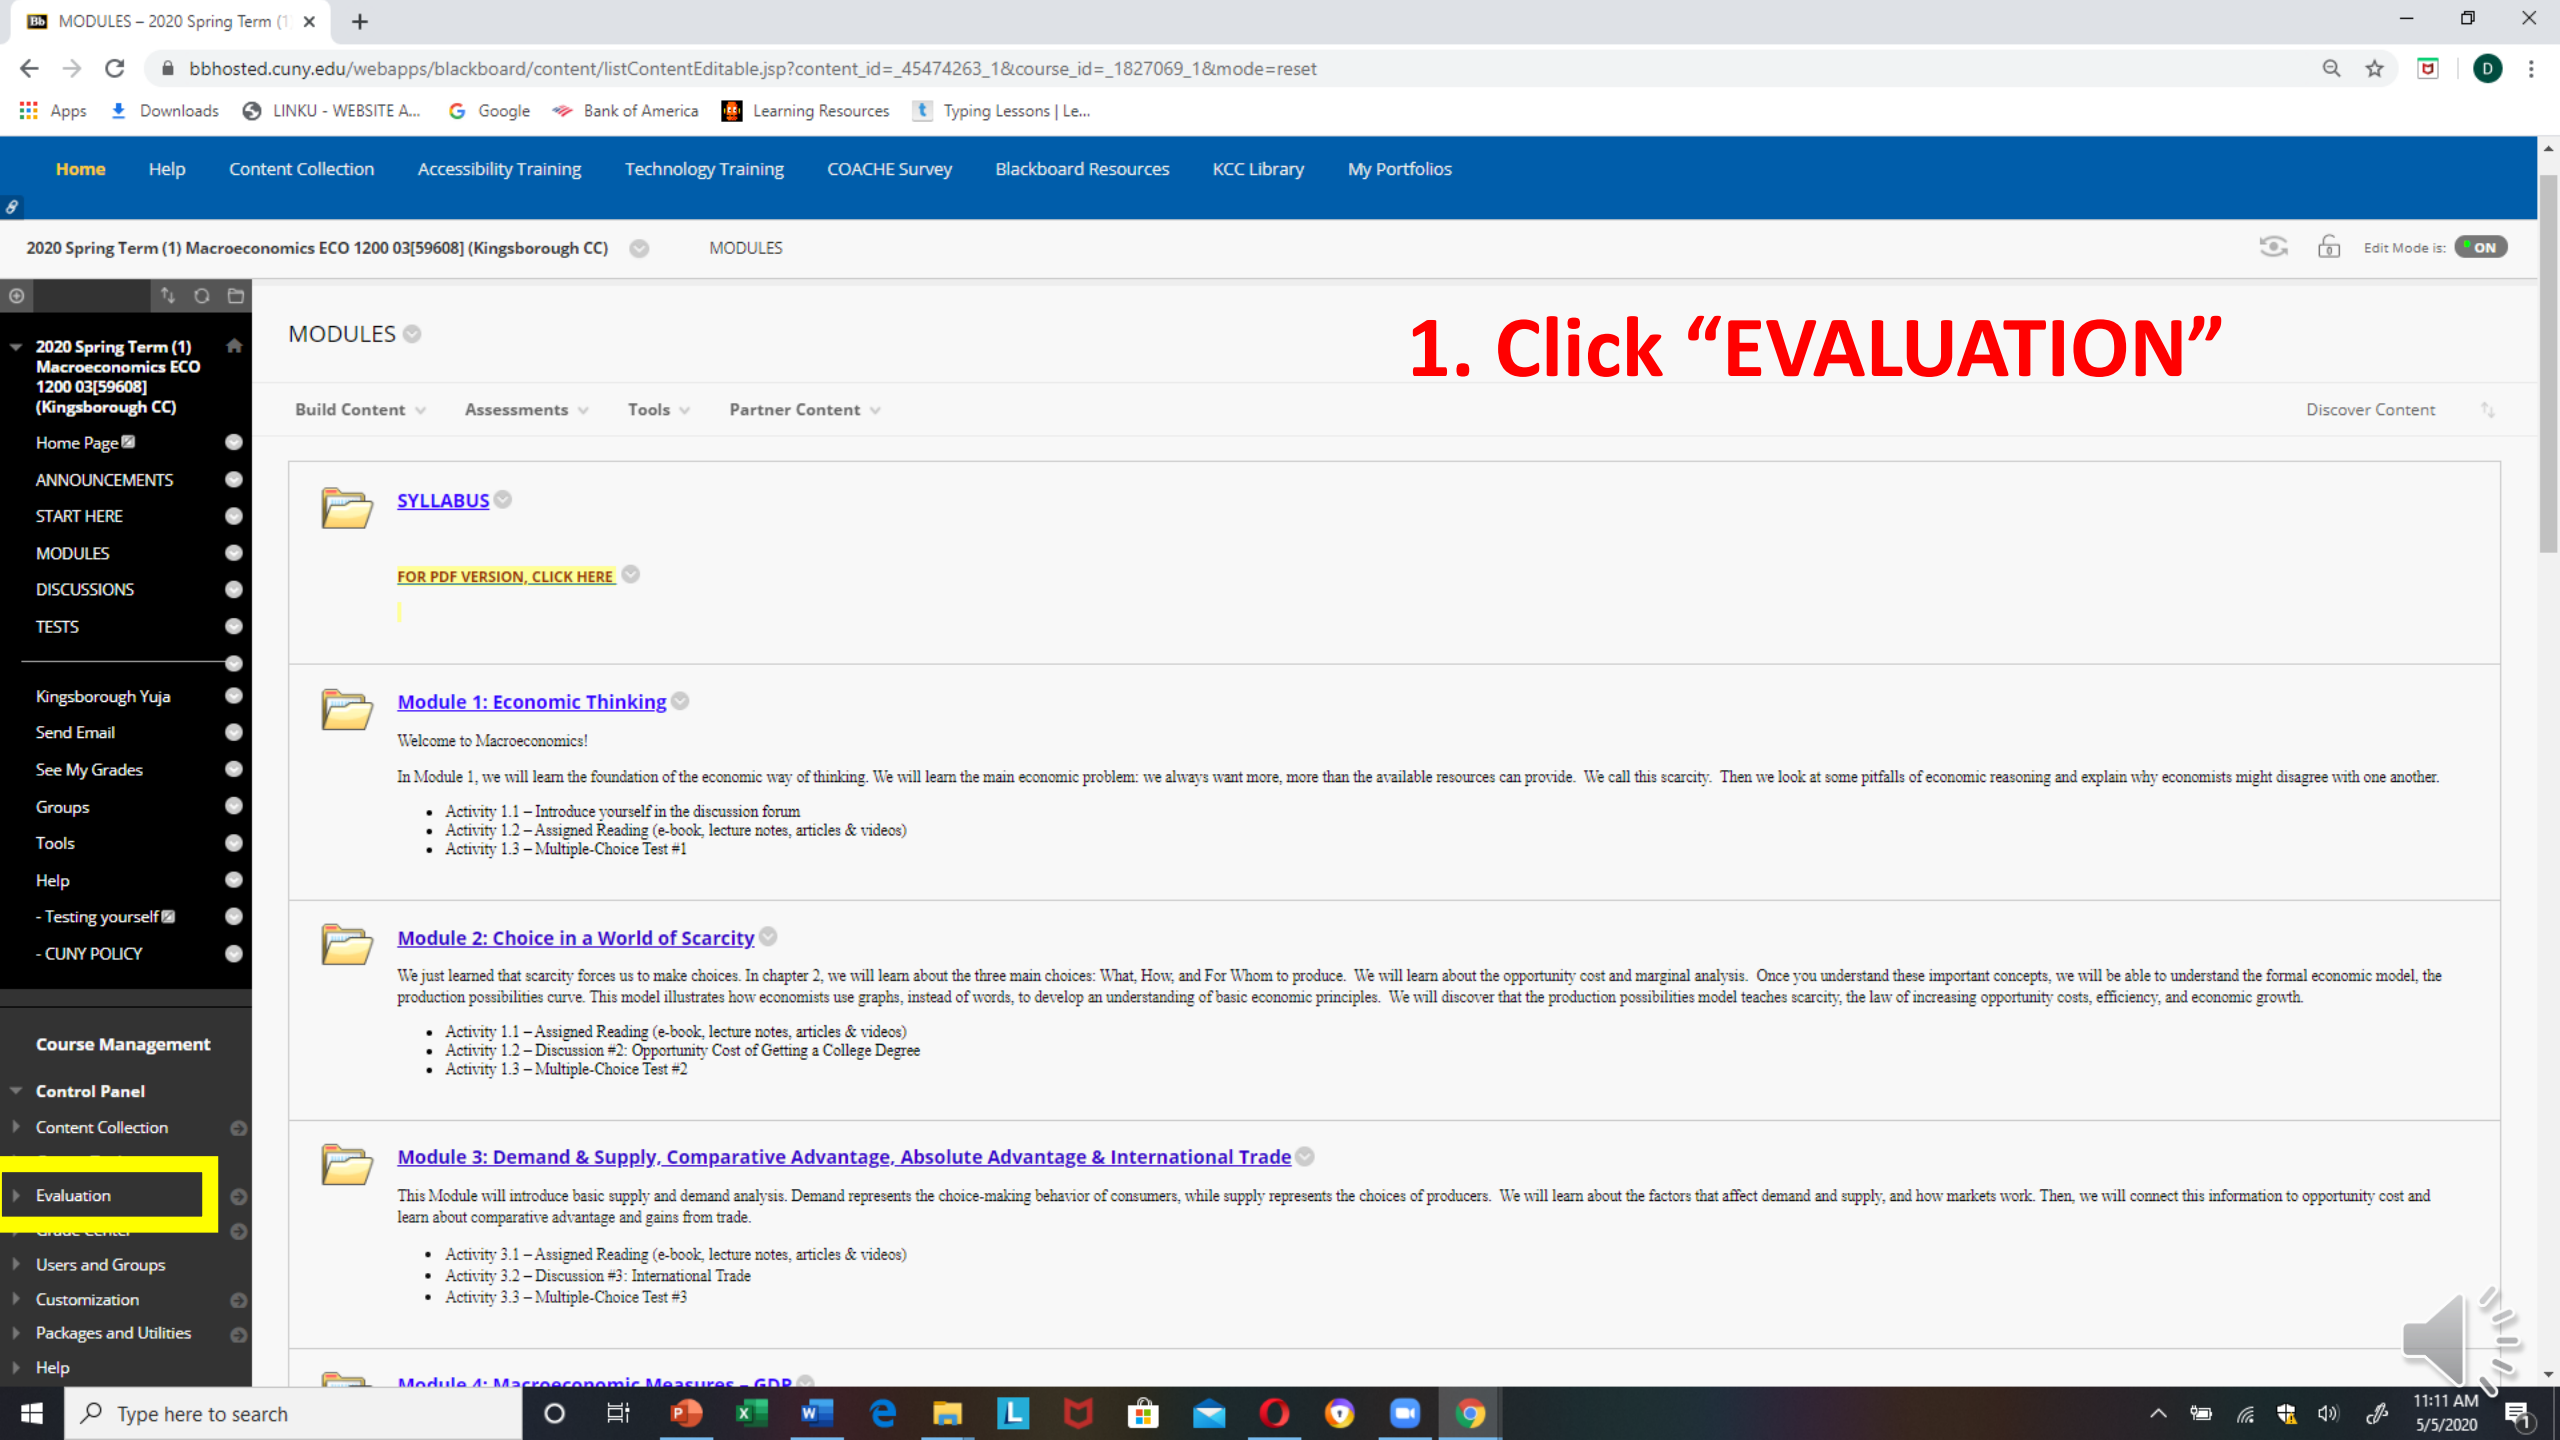 MODULES – 2020 Spring Term (1
bbhosted.cuny.edu/webapps/blackboard/content/listContentEditable.jsp?content_id=_45474263_1&course_id=_1827069_1&mode=reset
D
Apps Downloads LINKU - WEBSITE A... Google Bank of America Learning Resources Typing Lessons | Le...
Home Help Content Collection Accessibility Training Technology Training COACHE Survey Blackboard Resources KCC Library My Portfolios
2020 Spring Term (1) Macroeconomics ECO 1200 03[59608] (Kingsborough CC) MODULES Edit Mode is: ON
2020 Spring Term (1)
Macroeconomics ECO
1200 03[59608]
(Kingsborough CC)
Home Page
ANNOUNCEMENTS
START HERE
MODULES
DISCUSSIONS
TESTS
Kingsborough Yuja
Send Email
See My Grades
Groups
Tools
Help
- Testing yourself
- CUNY POLICY
Course Management
Control Panel
Content Collection
Evaluation
Grade Center
Users and Groups
Customization
Packages and Utilities
Help
MODULES
1. Click “EVALUATION”
Build Content Assessments Tools Partner Content Discover Content
SYLLABUS
FOR PDF VERSION, CLICK HERE
Module 1: Economic Thinking
Welcome to Macroeconomics!
In Module 1, we will learn the foundation of the economic way of thinking. We will learn the main economic problem: we always want more, more than the available resources can provide. We call this scarcity. Then we look at some pitfalls of economic reasoning and explain why economists might disagree with one another.
• Activity 1.1 – Introduce yourself in the discussion forum
• Activity 1.2 – Assigned Reading (e-book, lecture notes, articles & videos)
• Activity 1.3 – Multiple-Choice Test #1
Module 2: Choice in a World of Scarcity
We just learned that scarcity forces us to make choices. In chapter 2, we will learn about the three main choices: What, How, and For Whom to produce. We will learn about the opportunity cost and marginal analysis. Once you understand these important concepts, we will be able to understand the formal economic model, the
production possibilities curve. This model illustrates how economists use graphs, instead of words, to develop an understanding of basic economic principles. We will discover that the production possibilities model teaches scarcity, the law of increasing opportunity costs, efficiency, and economic growth.
• Activity 1.1 – Assigned Reading (e-book, lecture notes, articles & videos)
• Activity 1.2 – Discussion #2: Opportunity Cost of Getting a College Degree
• Activity 1.3 – Multiple-Choice Test #2
Module 3: Demand & Supply, Comparative Advantage, Absolute Advantage & International Trade
This Module will introduce basic supply and demand analysis. Demand represents the choice-making behavior of consumers, while supply represents the choices of producers. We will learn about the factors that affect demand and supply, and how markets work. Then, we will connect this information to opportunity cost and
learn about comparative advantage and gains from trade.
• Activity 3.1 – Assigned Reading (e-book, lecture notes, articles & videos)
• Activity 3.2 – Discussion #3: International Trade
• Activity 3.3 – Multiple-Choice Test #3
Module 4: Macroeconomic Measures – GDP
Type here to search
11:11 AM
5/5/2020